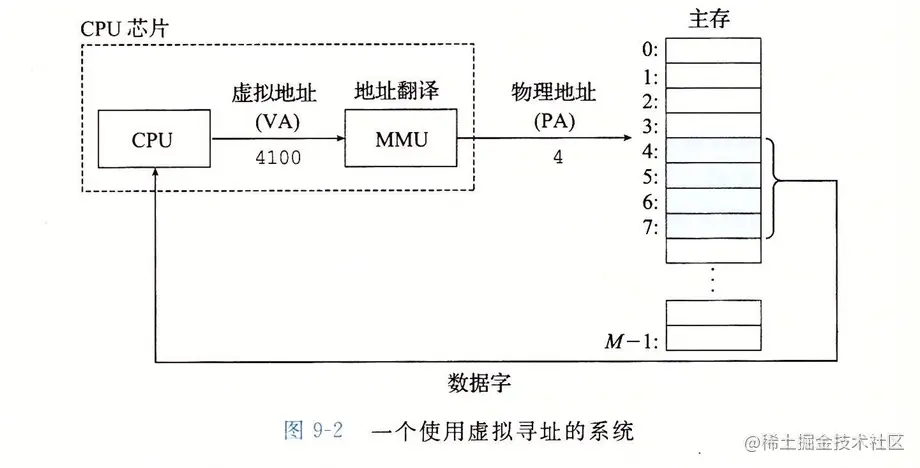 CPU 芯片
主存
虚拟地址
(VA)
地址翻译
物理地址
(PA)
CPU
4100
MMU
4
0:
1:
2:
3:
4:
5:
6:
7:
⋮
M-1:
数据字
图 9-2 一个使用虚拟寻址的系统
@稀土掘金技术社区